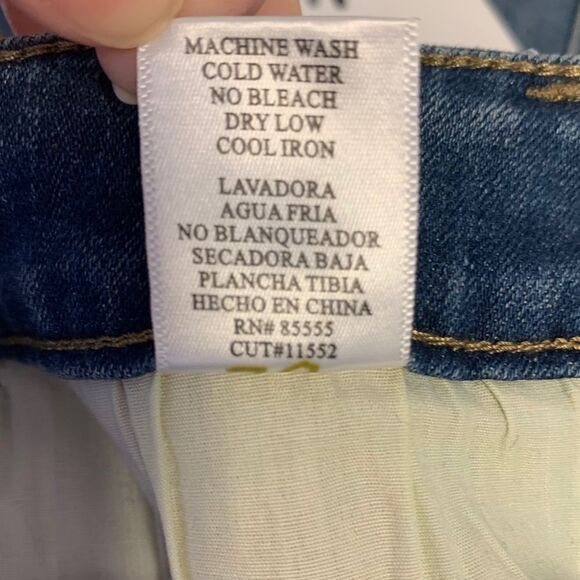 MACHINE WASH
COLD WATER
NO BLEACH
DRY LOW
COOL IRON
LAVADORA
AGUA FRIA
NO BLANQUEADOR
SECADORA BAJA
PLANCHA TIBIA
HECHO EN CHINA
RN# 85555
CUT#11552